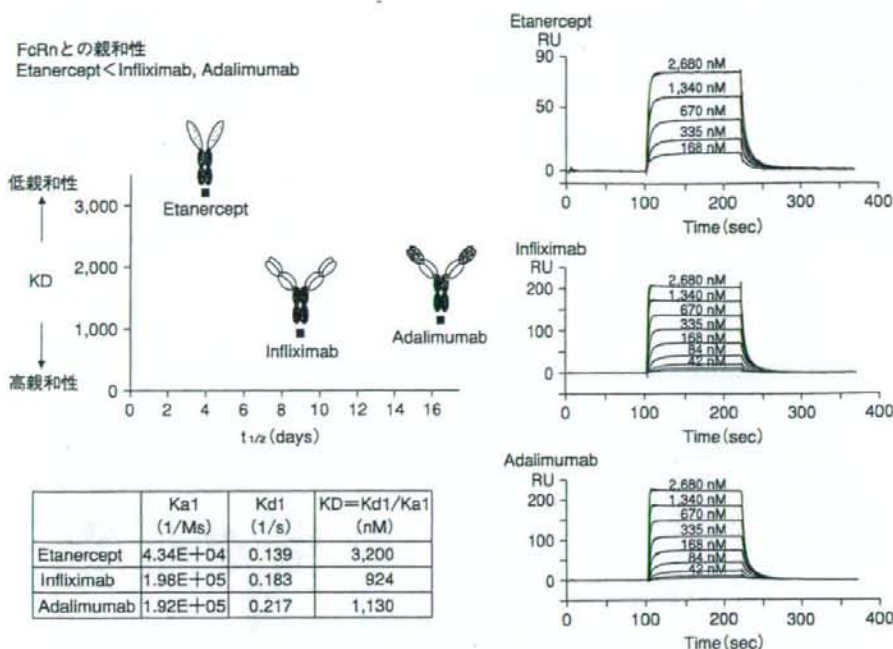 FcRnとの親和性
Etanercept<Infliximab, Adalimumab
低親和性
KD
高親和性
3,000
2,000
1,000
0
Etanercept
Infliximab
Adalimumab
0 2 4 6 8 10 12 14 16
t1/2(days)
Ka1 (1/Ms) Kd1 (1/s) KD=Kd1/Ka1 (nM)
Etanercept 4.34E+04 0.139 3,200
Infliximab 1.98E+05 0.183 924
Adalimumab 1.92E+05 0.217 1,130
Etanercept
RU
90
50
0
2,680 nM
1,340 nM
670 nM
335 nM
168 nM
0 100 200 300 400
Time(sec)
Infliximab
RU
200
100
0
2,680 nM
1,340 nM
670 nM
335 nM
168 nM
84 nM
42 nM
0 100 200 300 400
Time(sec)
Adalimumab
RU
200
100
0
2,680 nM
1,340 nM
670 nM
335 nM
168 nM
84 nM
42 nM
0 100 200 300 400
Time(sec)